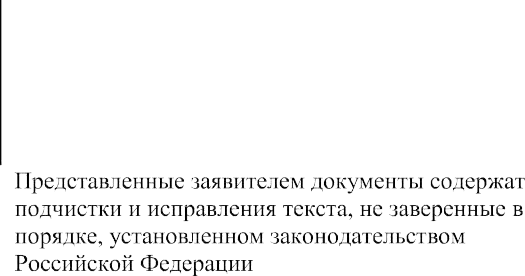 Представленные заявителем документы содержат
подчистки и исправления текста, не заверенные в
порядке, установленном законодательством
Российской Федерации